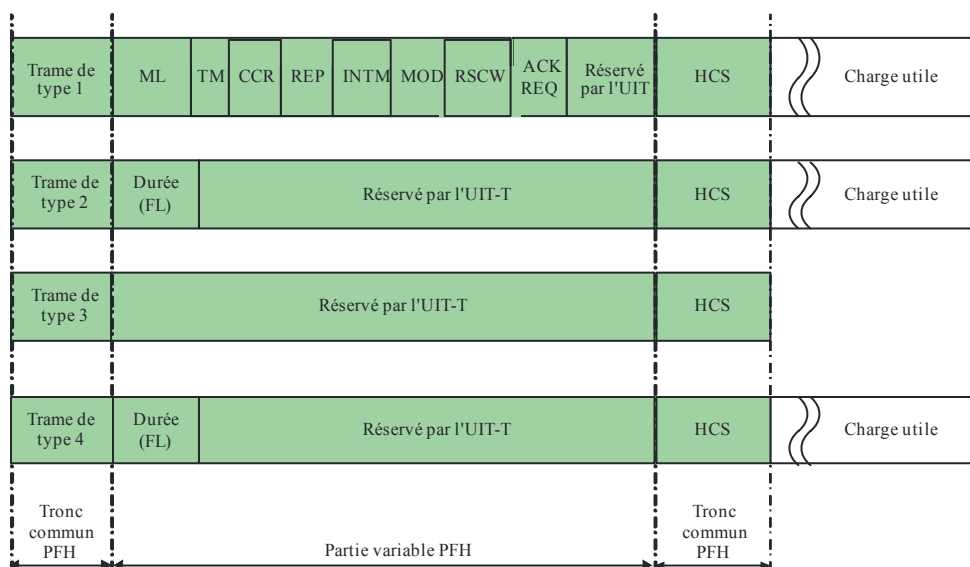 Trame de
type 1
ML
TM
CCR
REP
INTM
MOD
RSCW
ACK
REQ
Réservé
par l'UIT
HCS
Charge utile
Trame de
type 2
Durée
(FL)
Réservé par l'UIT-T
HCS
Charge utile
Trame de
type 3
Réservé par l'UIT-T
HCS
Trame de
type 4
Durée
(FL)
Réservé par l'UIT-T
HCS
Charge utile
Tronc
commun
PFH
Partie variable PFH
Tronc
commun
PFH